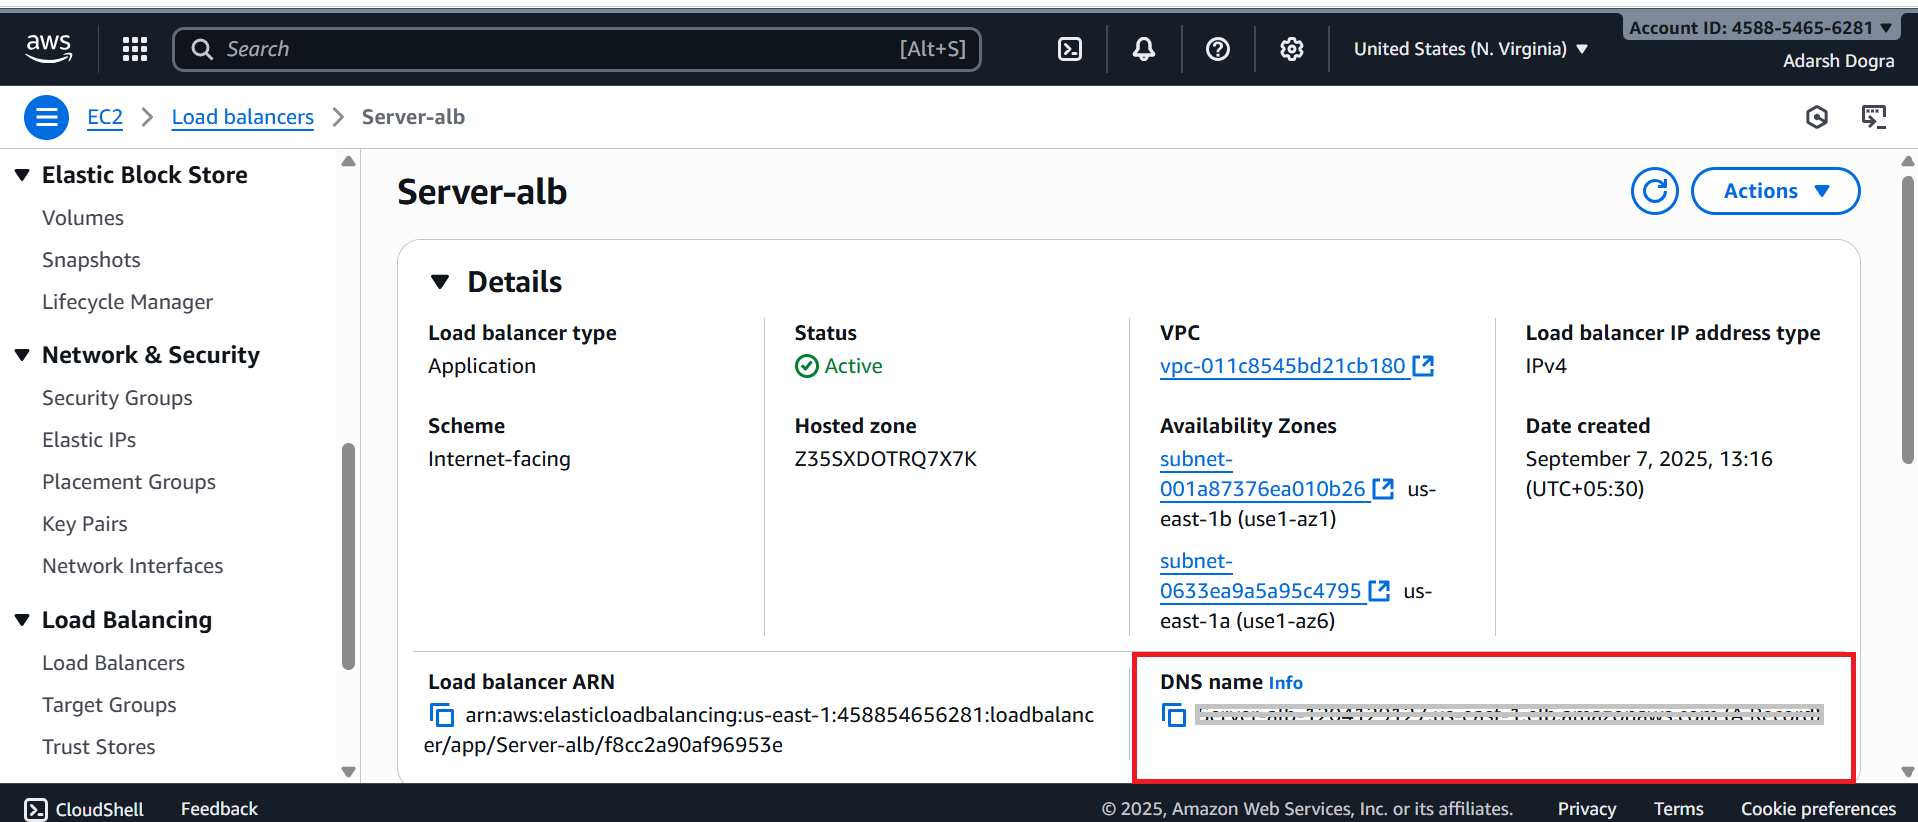 aws
Search
[Alt+S]
United States (N. Virginia)
Account ID: 4588-5465-6281
Adarsh Dogra
EC2
Load balancers
Server-alb
Elastic Block Store
Volumes
Snapshots
Lifecycle Manager
Network & Security
Security Groups
Elastic IPs
Placement Groups
Key Pairs
Network Interfaces
Load Balancing
Load Balancers
Target Groups
Trust Stores
Server-alb
Actions
Details
Load balancer type
Application
Status
Active
VPC
vpc-011c8545bd21cb180
Load balancer IP address type
IPv4
Scheme
Internet-facing
Hosted zone
Z35SXDOTRQ7X7K
Availability Zones
subnet-
001a87376ea010b26 us-
east-1b (use1-az1)
subnet-
0633ea9a5a95c4795 us-
east-1a (use1-az6)
Date created
September 7, 2025, 13:16
(UTC+05:30)
Load balancer ARN
arn:aws:elasticloadbalancing:us-east-1:458854656281:loadbalanc
er/app/Server-alb/f8cc2a90af96953e
DNS name Info
CloudShell
Feedback
© 2025, Amazon Web Services, Inc. or its affiliates.
Privacy
Terms
Cookie preferences